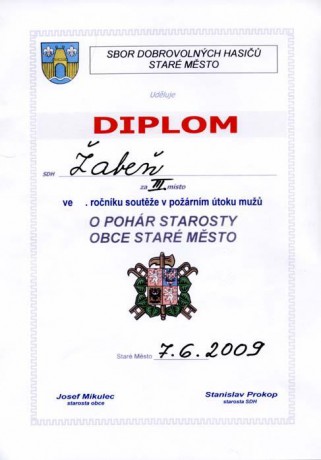 SBOR DOBROVOLNÝCH HASIČŮ
STARÉ MĚSTO
Uděluje
DIPLOM
SDH Žabeň
za III. místo
ve . ročníku soutěže v požárním útoku mužů
O POHÁR STAROSTY
OBCE STARÉ MĚSTO
Staré Město 7.6.2009
Josef Mikulec Stanislav Prokop
starosta obce starosta SDH